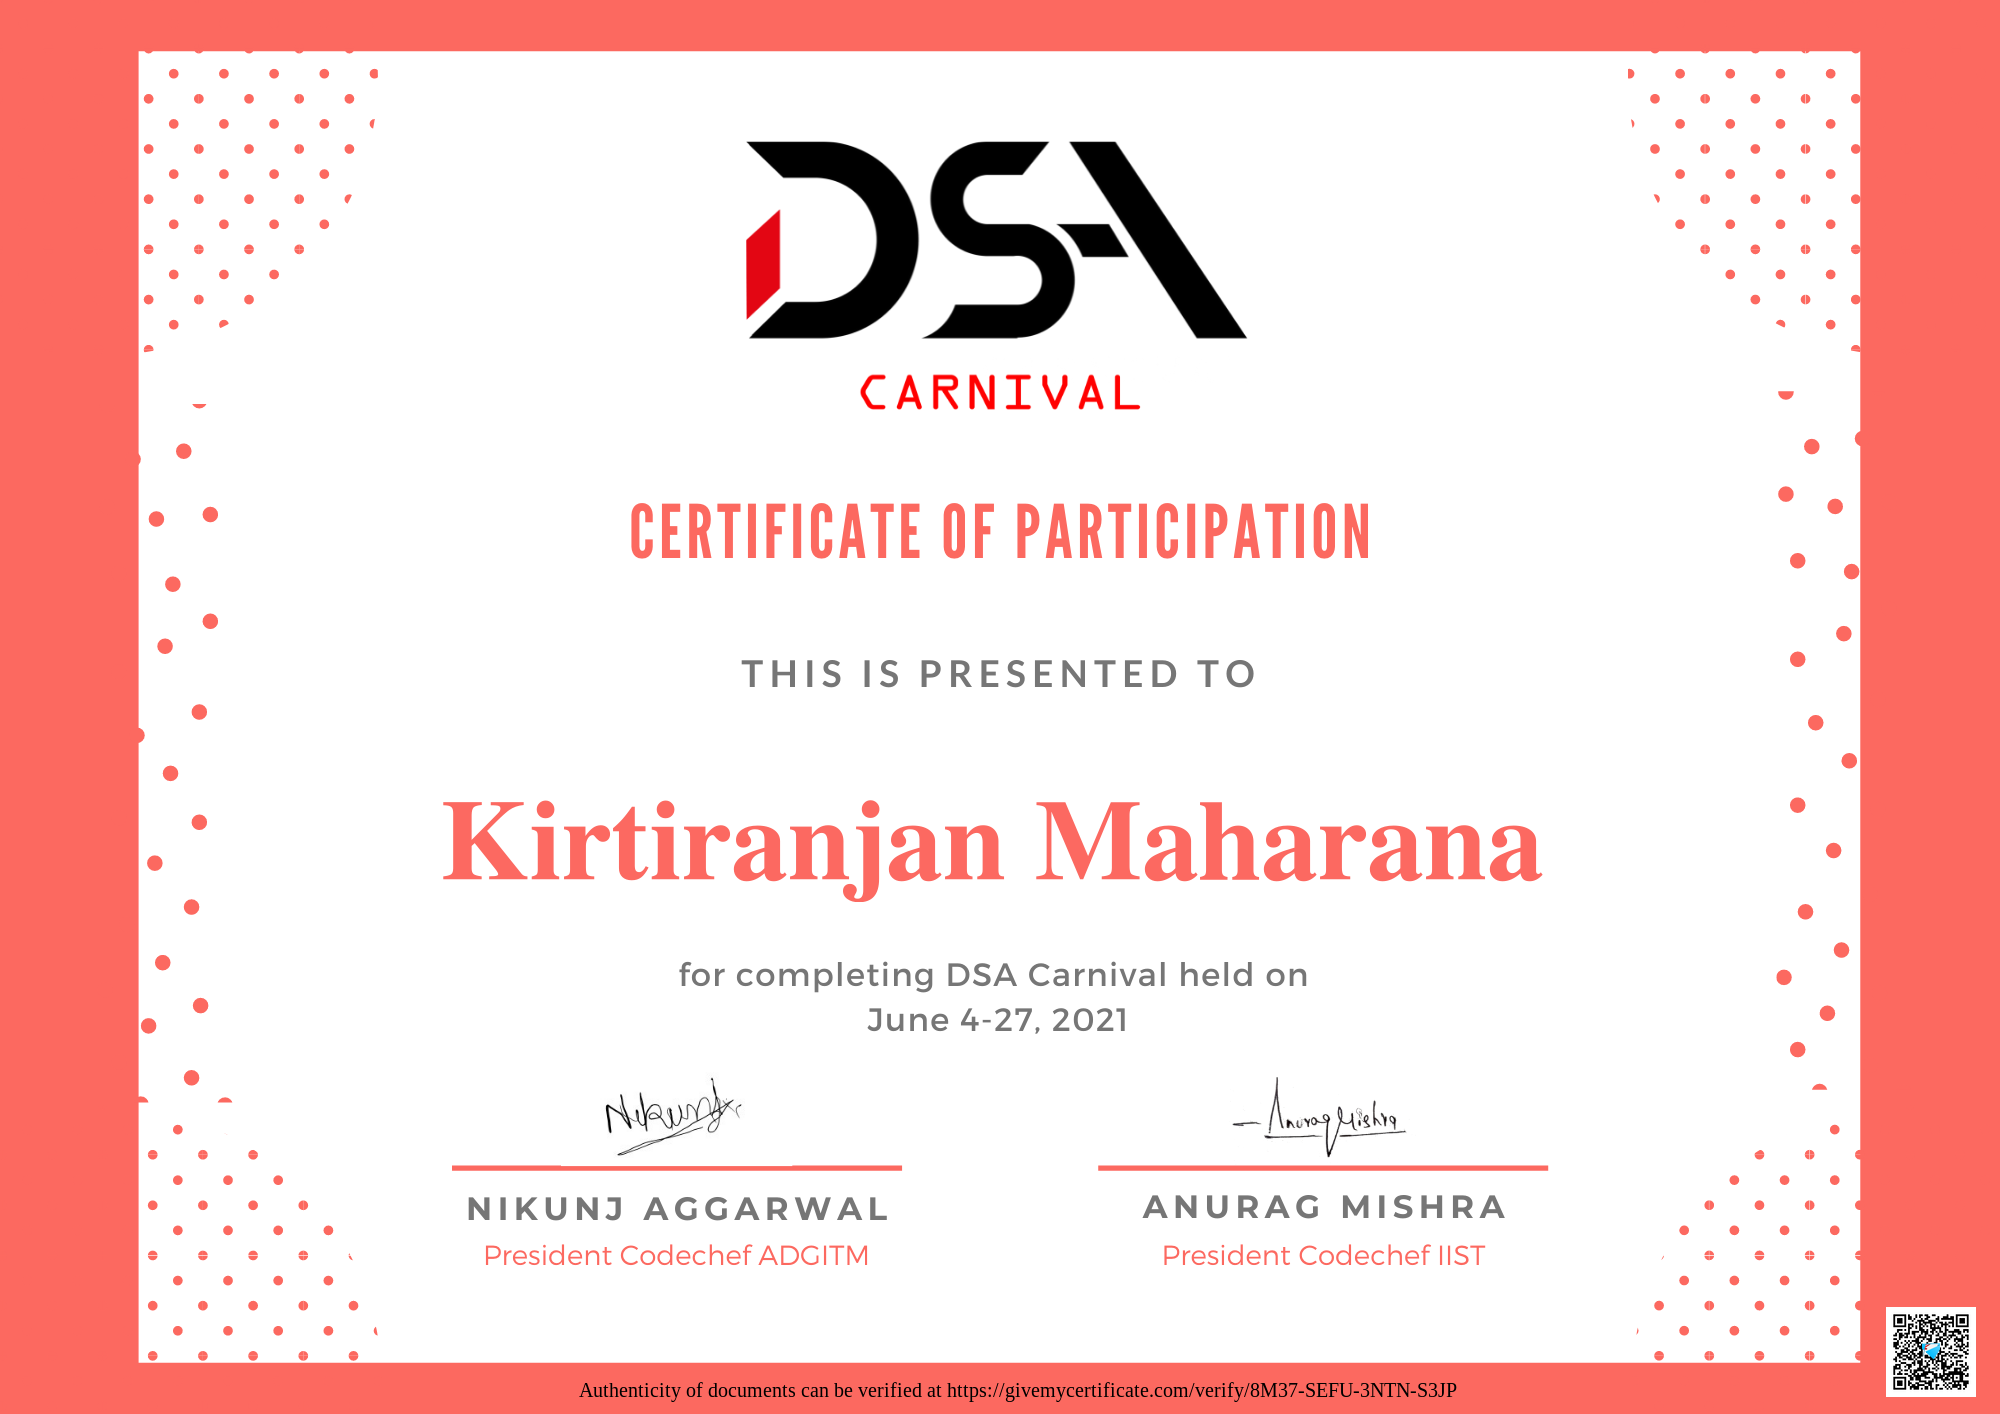 DSA
CARNIVAL
CERTIFICATE OF PARTICIPATION
THIS IS PRESENTED TO
Kirtiranjan Maharana
for completing DSA Carnival held on
June 4-27, 2021
Nikunj
Anurag Mishra
NIKUNJ AGGARWAL
ANURAG MISHRA
President Codechef ADGITM
President Codechef IIST
Authenticity of documents can be verified at https://givemycertificate.com/verify/8M37-SEFU-3NTN-S3JP